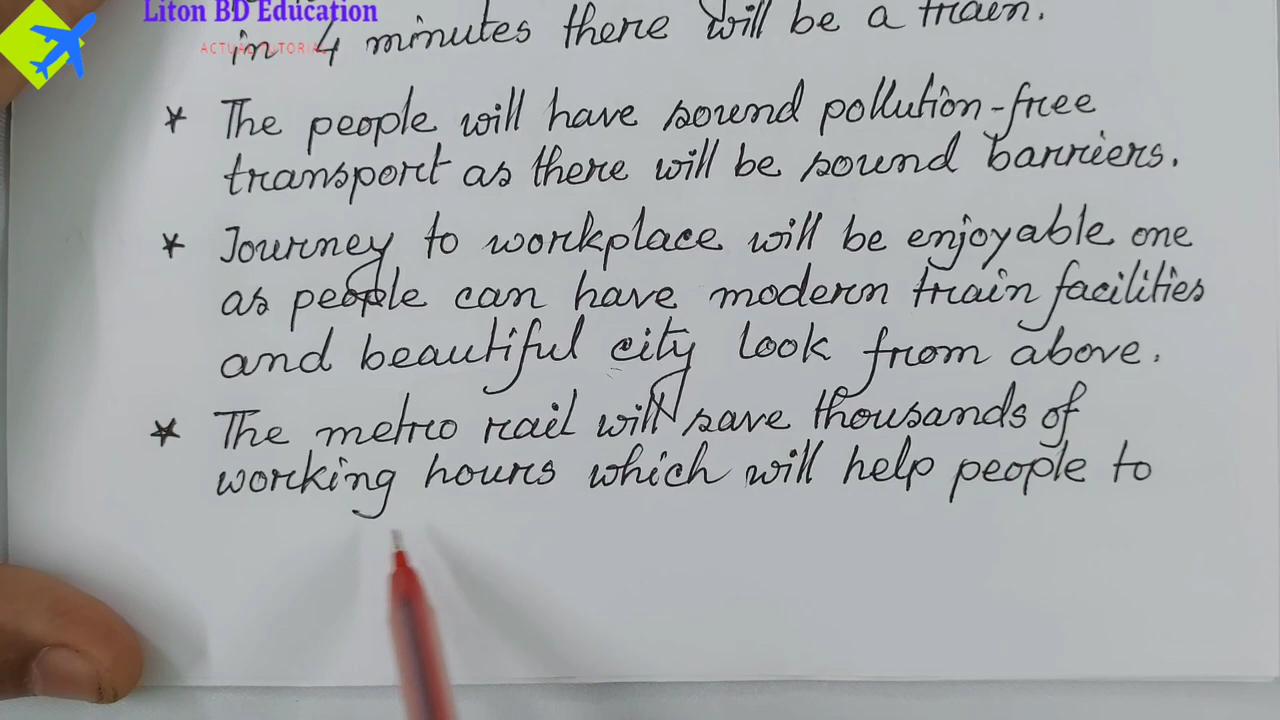 Liton BD Education
ACTUAL TUTORIAL
in 4 minutes there will be a train.
* The people will have sound pollution-free
transport as there will be sound barriers.
* Journey to workplace will be enjoyable one
as people can have modern train facilities
and beautiful city look from above.
* The metro rail will save thousands of
working hours which will help people to